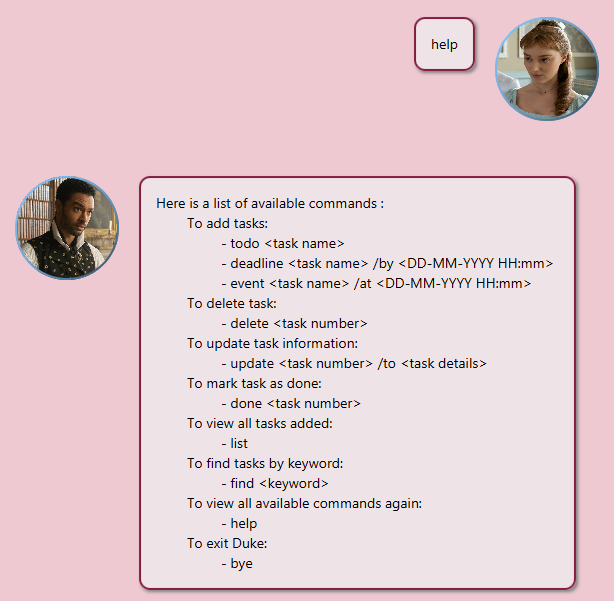 help
Here is a list of available commands :
To add tasks:
- todo <task name>
- deadline <task name> /by <DD-MM-YYYY HH:mm>
- event <task name> /at <DD-MM-YYYY HH:mm>
To delete task:
- delete <task number>
To update task information:
- update <task number> /to <task details>
To mark task as done:
- done <task number>
To view all tasks added:
- list
To find tasks by keyword:
- find <keyword>
To view all available commands again:
- help
To exit Duke:
- bye